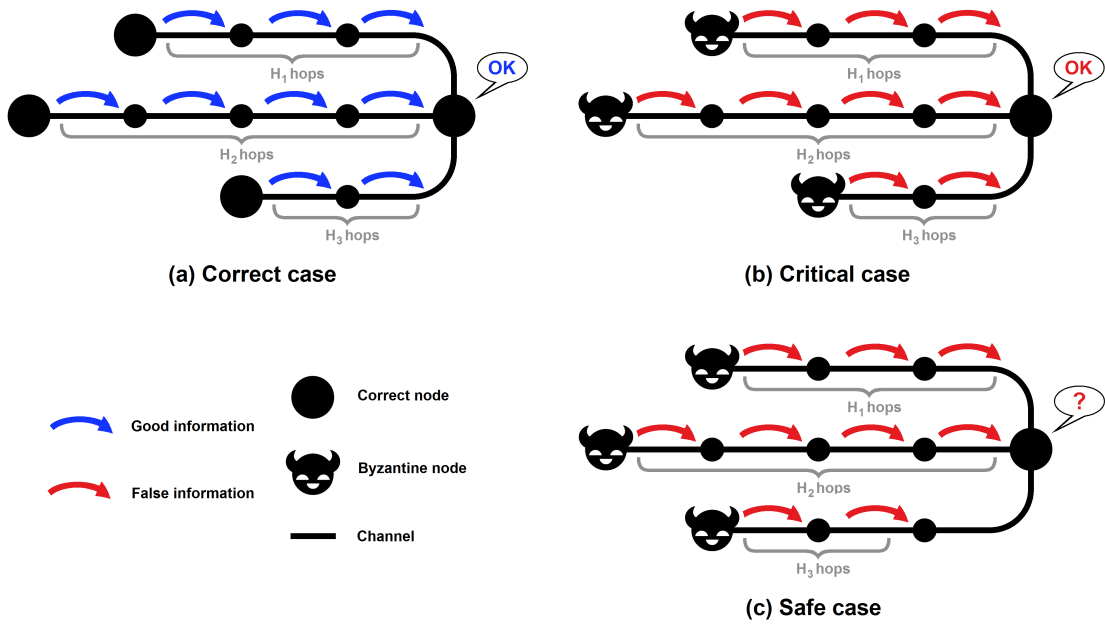 OK
H1 hops
H2 hops
H3 hops
(a) Correct case
OK
H1 hops
H2 hops
H3 hops
(b) Critical case
Correct node
Good information
Byzantine node
False information
Channel
?
H1 hops
H2 hops
H3 hops
(c) Safe case